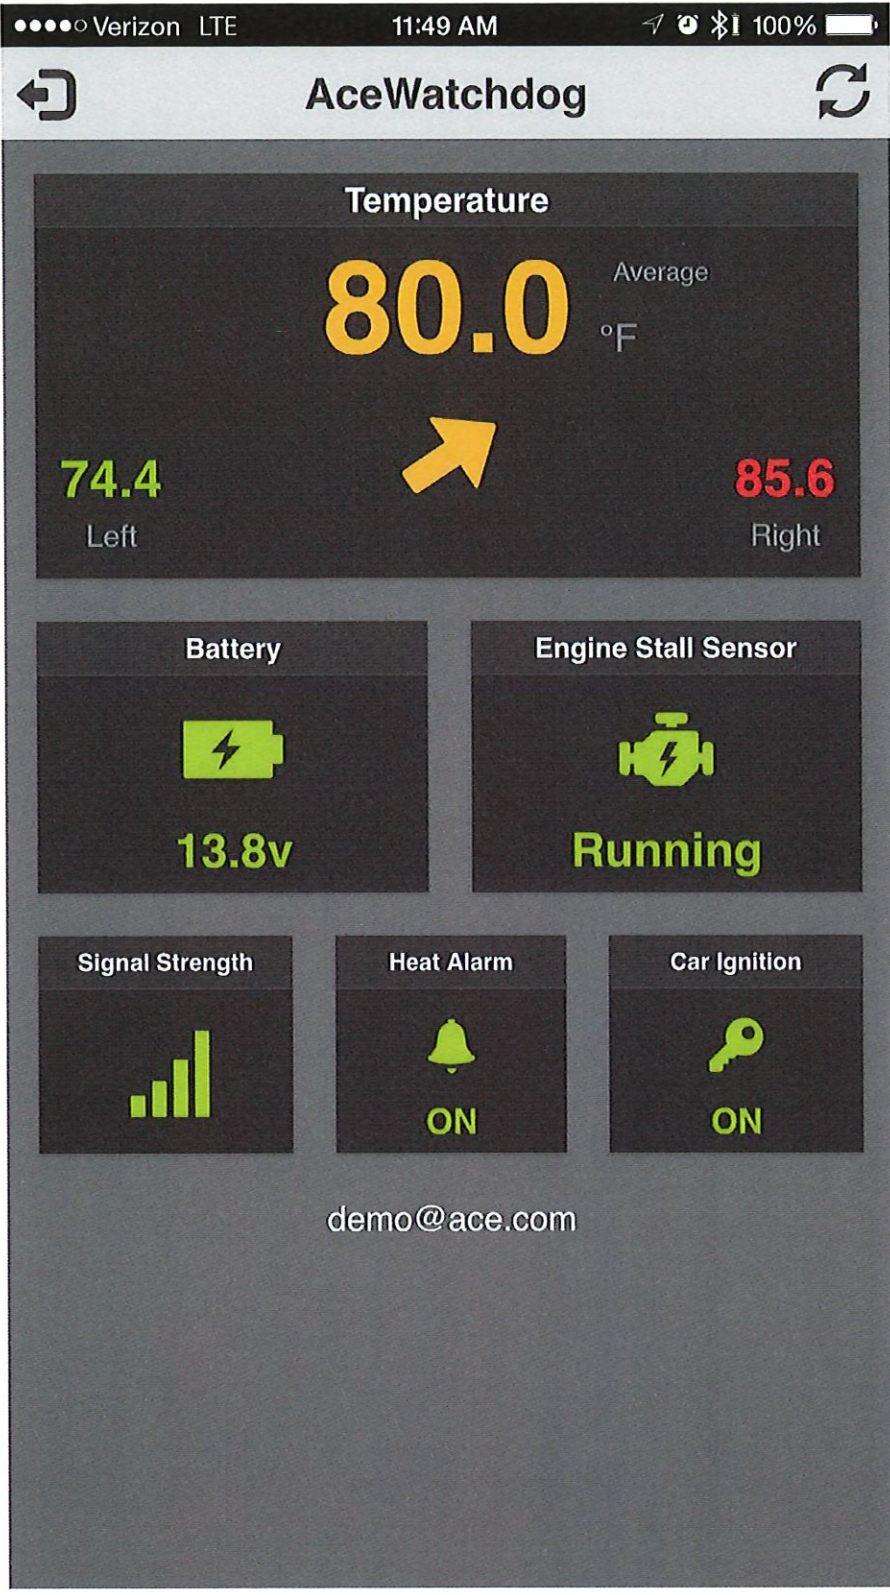 Verizon LTE 11:49 AM 100%
AceWatchdog
Temperature
80.0 Average
°F
74.4 85.6
Left Right
Battery Engine Stall Sensor
13.8v Running
Signal Strength Heat Alarm Car Ignition
ON ON
demo@ace.com